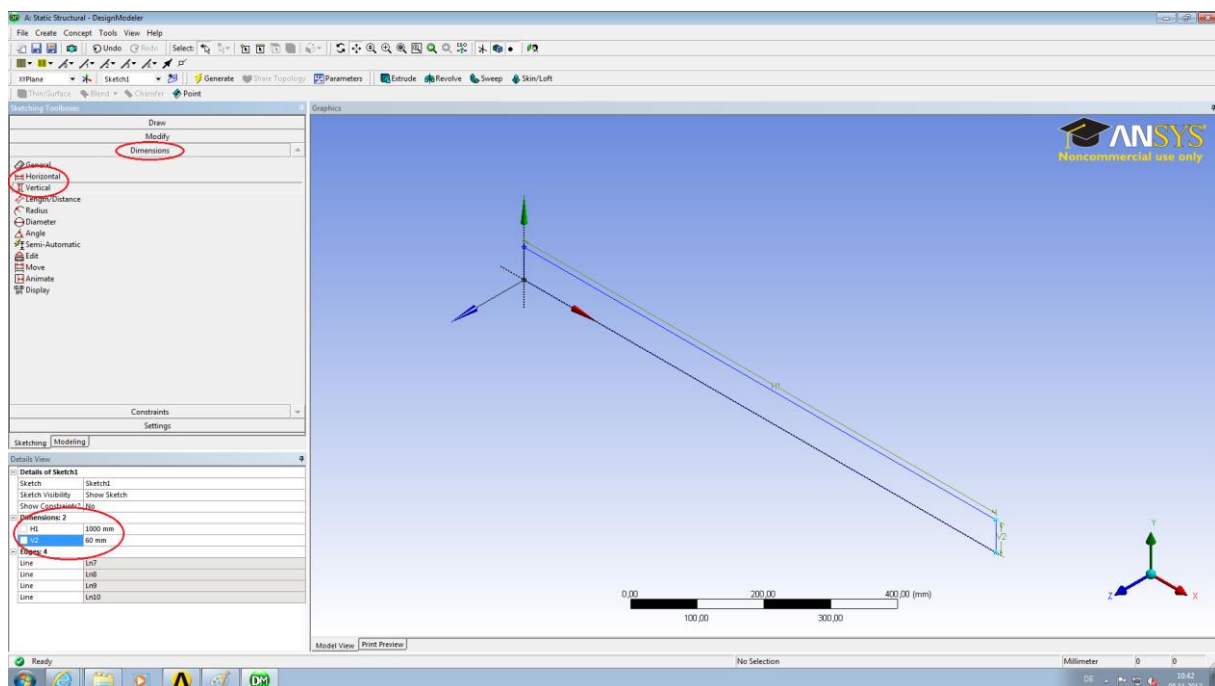 A: Static Structural - DesignModeler
File Create Concept Tools View Help
Undo Redo Select:
XYPlane Sketch1 Generate Share Topology Parameters Extrude Revolve Sweep Skin/Loft
Thin/Surface Blend Chamfer Point
Sketching Toolboxes
Draw
Modify
Dimensions
General
Horizontal
Vertical
Length/Distance
Radius
Diameter
Angle
Semi-Automatic
Edit
Move
Animate
Display
Constraints
Settings
Sketching Modeling
Details View
Details of Sketch1
Sketch Sketch1
Sketch Visibility Show Sketch
Show Constraints? No
Dimensions: 2
H1 1000 mm
V2 60 mm
Edges: 4
Line Ln7
Line Ln8
Line Ln9
Line Ln10
Graphics
ANSYS
Noncommercial use only
H1
V2
0,00 200,00 400,00 (mm)
100,00 300,00
Y
Z X
Model View Print Preview
Ready No Selection Millimeter 0 0
DM DE 10:42